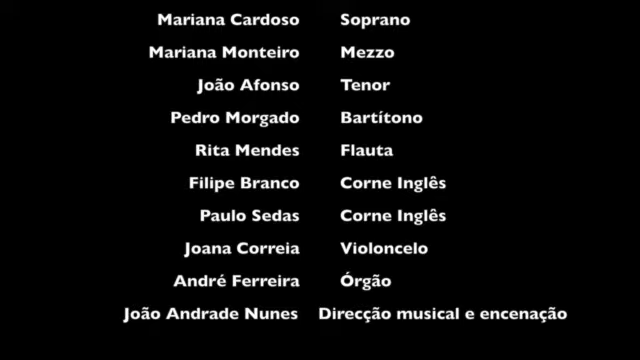 Mariana Cardoso Soprano
Mariana Monteiro Mezzo
João Afonso Tenor
Pedro Morgado Bartítono
Rita Mendes Flauta
Filipe Branco Corne Inglês
Paulo Sedas Corne Inglês
Joana Correia Violoncelo
André Ferreira Órgão
João Andrade Nunes Direcção musical e encenação